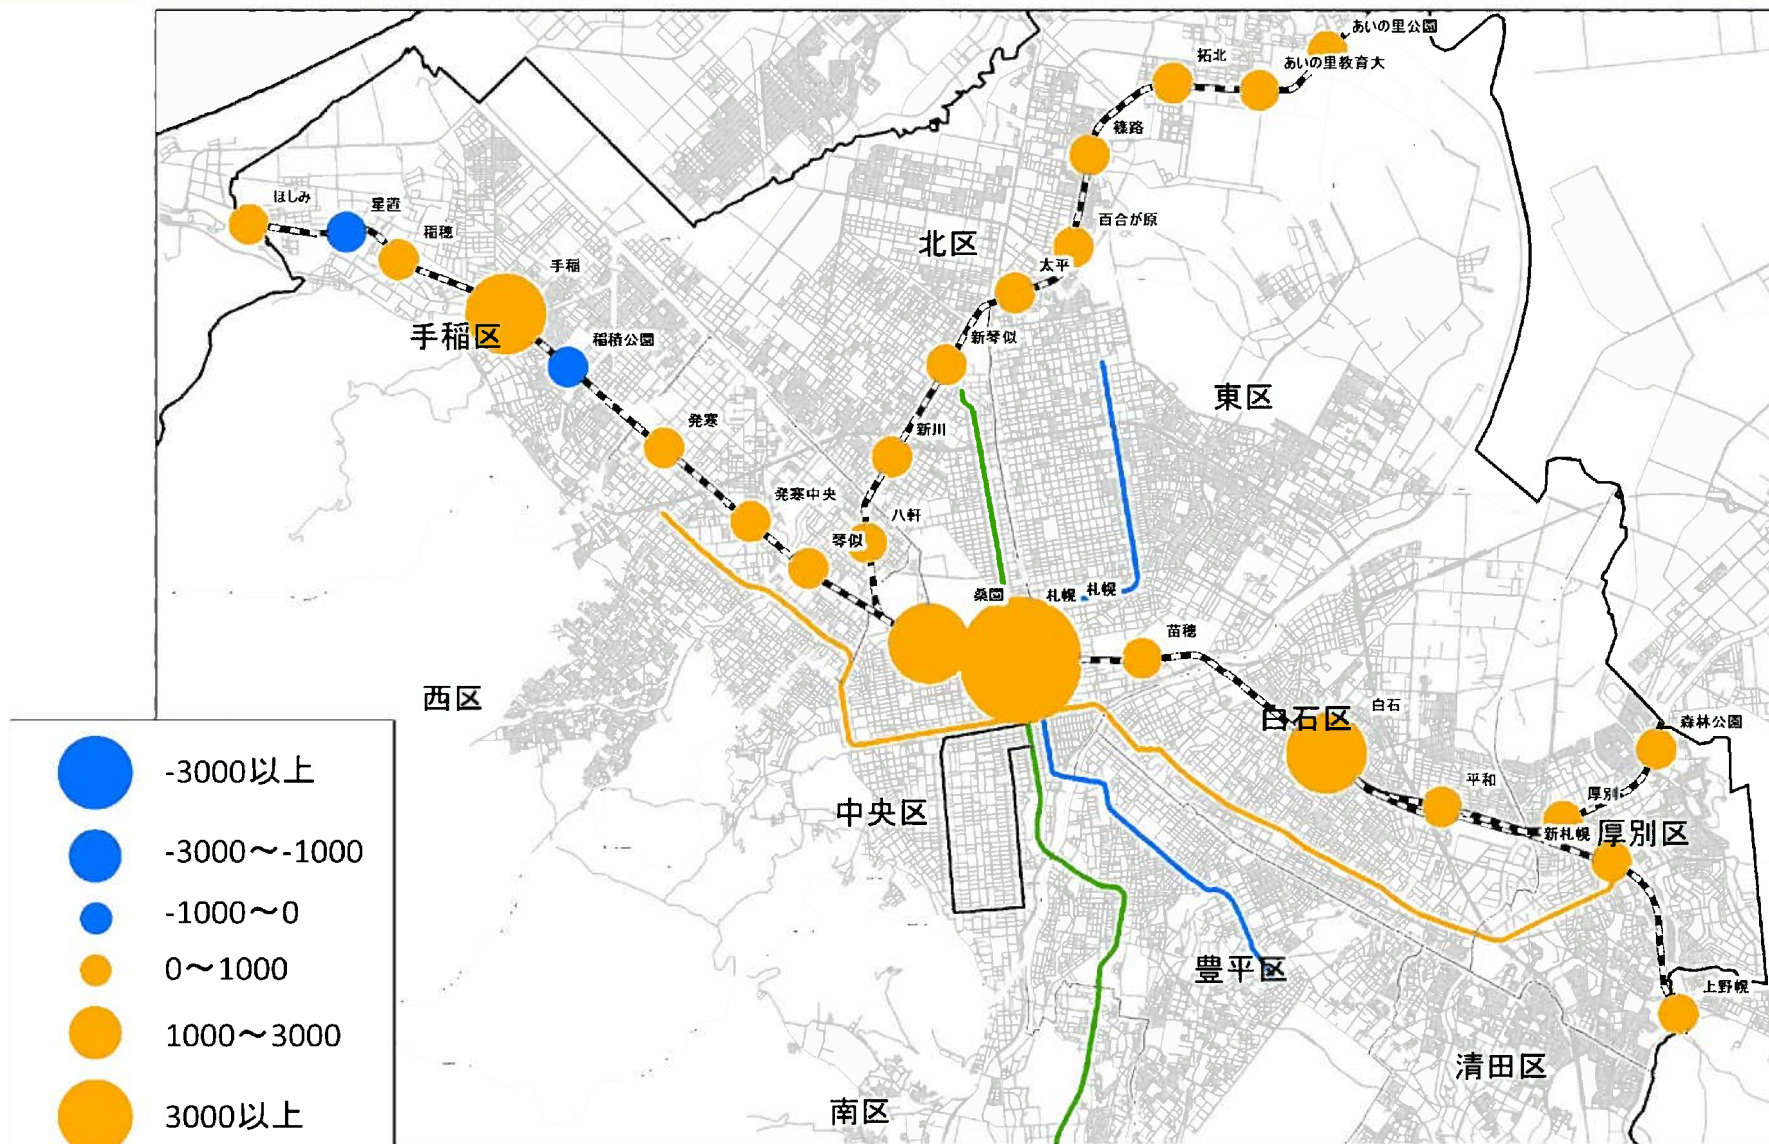 あいの里公園
拓北
あいの里教育大
篠路
ほしみ
星置
百合が原
稲穂
北区
太平
手稲
手稲区
稲積公園
新琴似
東区
発寒
新川
発寒中央
八軒
琴似
桑園
札幌
札幌
苗穂
西区
白石
白石区
森林公園
平和
厚別
中央区
新札幌
厚別区
豊平区
上野幌
清田区
南区
-3000以上
-3000～-1000
-1000～0
0～1000
1000～3000
3000以上